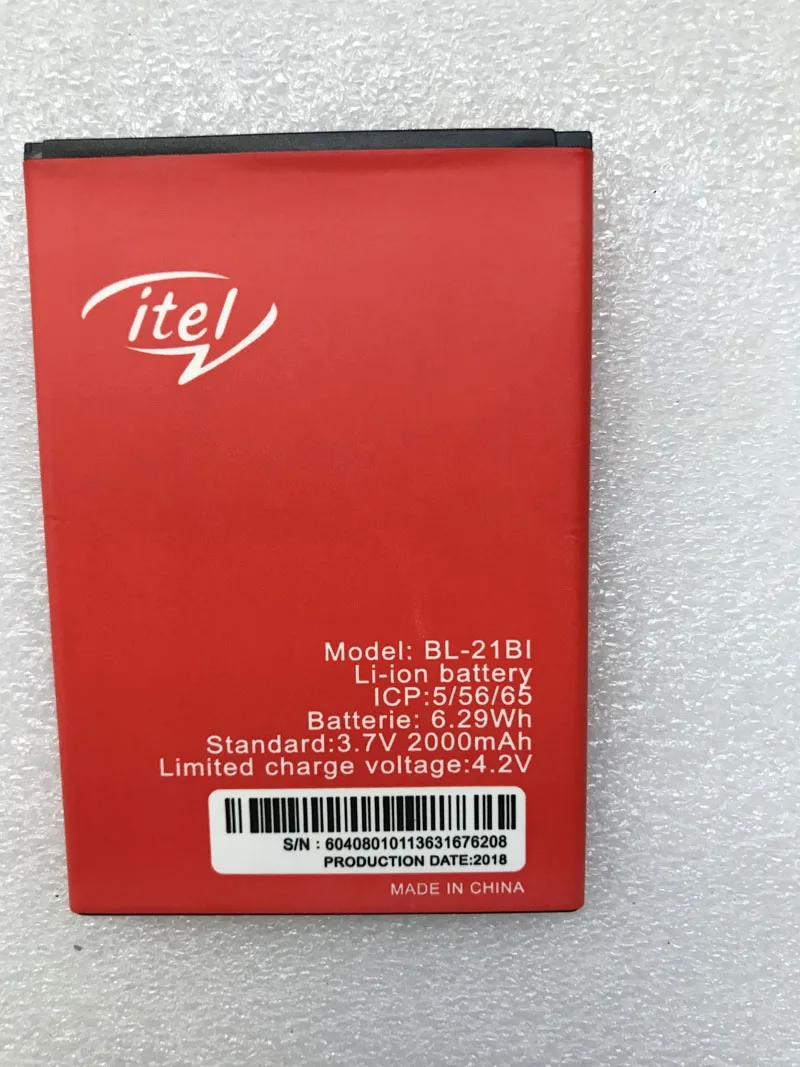 itel
Model: BL-21BI
Li-ion battery
ICP:5/56/65
Batterie: 6.29Wh
Standard:3.7V 2000mAh
Limited charge voltage:4.2V
S/N : 60408010113631676208
PRODUCTION DATE:2018
MADE IN CHINA